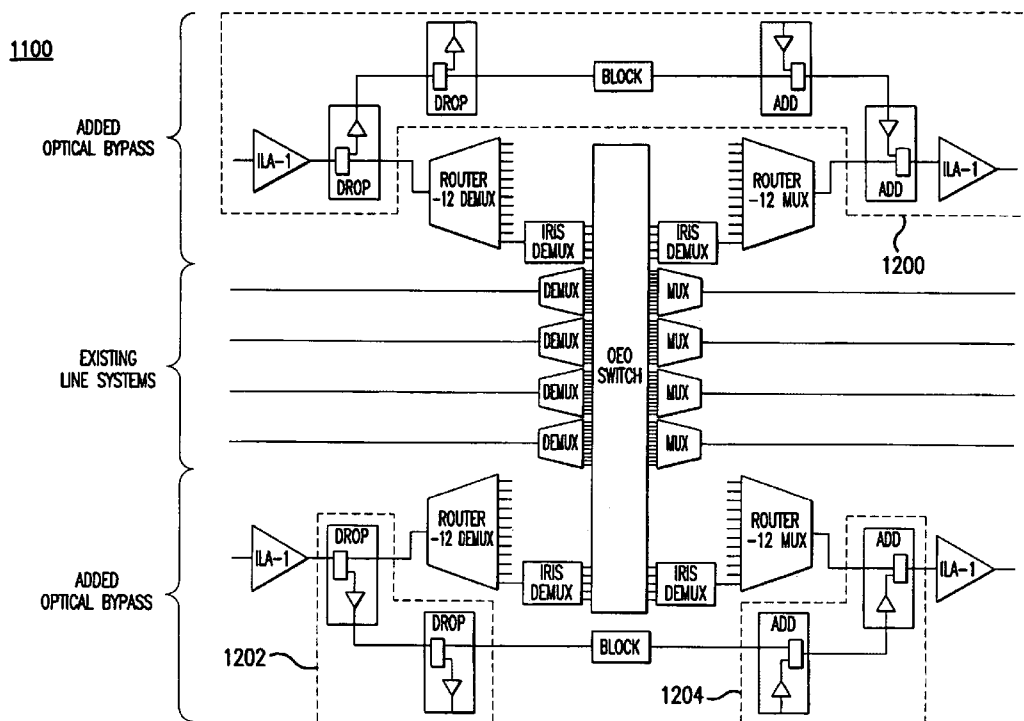 1100
ADDED
OPTICAL BYPASS
DROP
BLOCK
ADD
ILA-1
DROP
ROUTER
-12 DEMUX
ROUTER
-12 MUX
ADD
ILA-1
IRIS
DEMUX
IRIS
DEMUX
1200
EXISTING
LINE SYSTEMS
DEMUX
MUX
DEMUX
MUX
OEO
SWITCH
DEMUX
MUX
DEMUX
MUX
ADDED
OPTICAL BYPASS
ILA-1
DROP
ROUTER
-12 DEMUX
ROUTER
-12 MUX
ADD
ILA-1
IRIS
DEMUX
IRIS
DEMUX
1202
DROP
BLOCK
ADD
1204